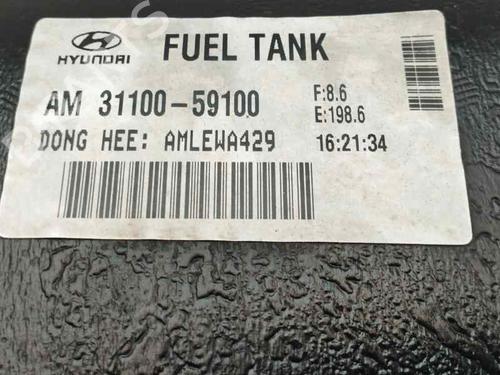 HYUNDAI
FUEL TANK
AM 31100-59100
F:8.6
E:198.6
DONG HEE: AMLEWA429
16:21:34